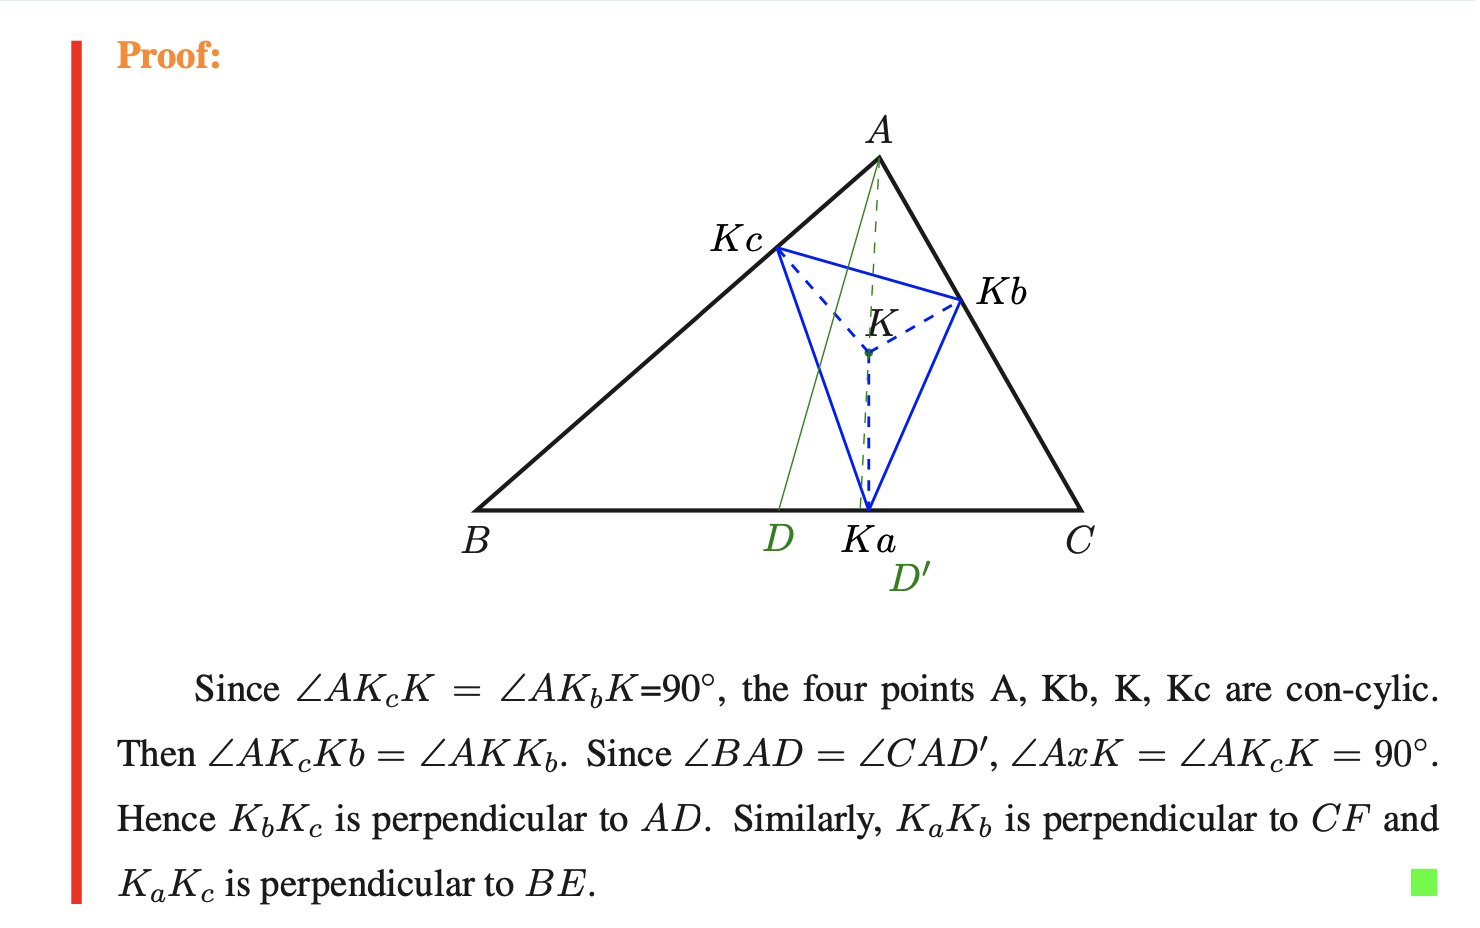 Proof:
A
Kc
Kb
K
B
D
Ka
C
D′
Since ∠AK_cK = ∠AK_bK=90°, the four points A, Kb, K, Kc are con-cylic.
Then ∠AK_cKb = ∠AKK_b. Since ∠BAD = ∠CAD′, ∠AxK = ∠AK_cK = 90°.
Hence K_bK_c is perpendicular to AD. Similarly, K_aK_b is perpendicular to CF and
K_aK_c is perpendicular to BE.